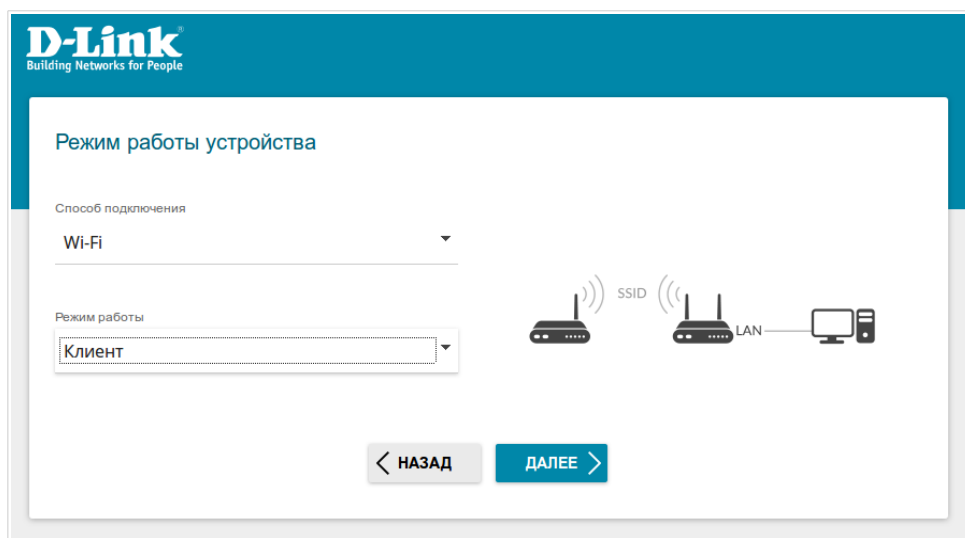 D-Link
Building Networks for People
Режим работы устройства
Способ подключения
Wi-Fi
Режим работы
Клиент
SSID
LAN
НАЗАД
ДАЛЕЕ